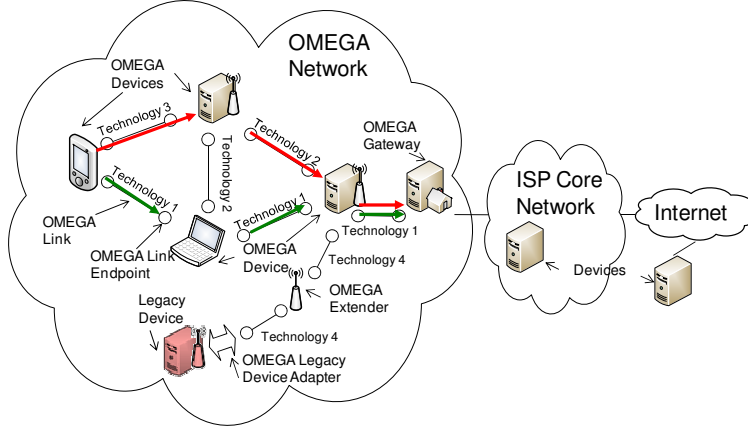 OMEGA
Network
OMEGA
Devices
Technology 3
Technology 2
OMEGA
Gateway
Technology 2
ISP Core
Network
Internet
Technology 1
Technology 1
OMEGA
Link
OMEGA Link
Endpoint
OMEGA
Device
Technology 1
Technology 4
Devices
OMEGA
Extender
Legacy
Device
Technology 4
OMEGA Legacy
Device Adapter